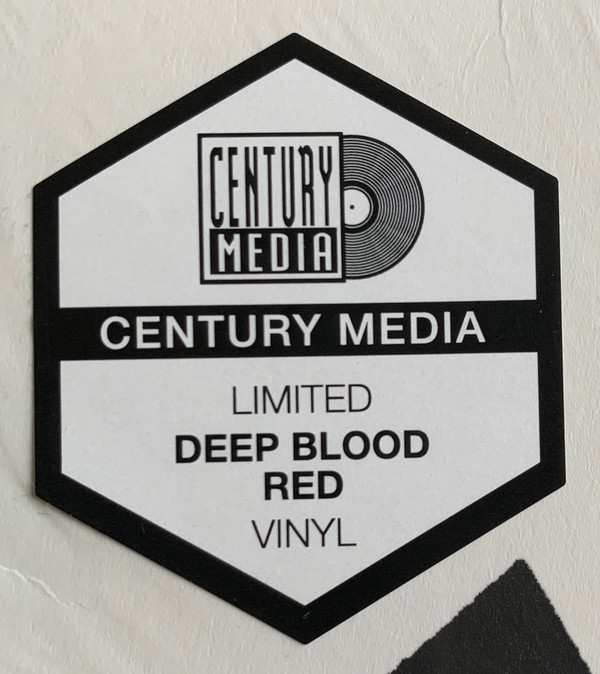 CENTURY
MEDIA
CENTURY MEDIA
LIMITED
DEEP BLOOD
RED
VINYL